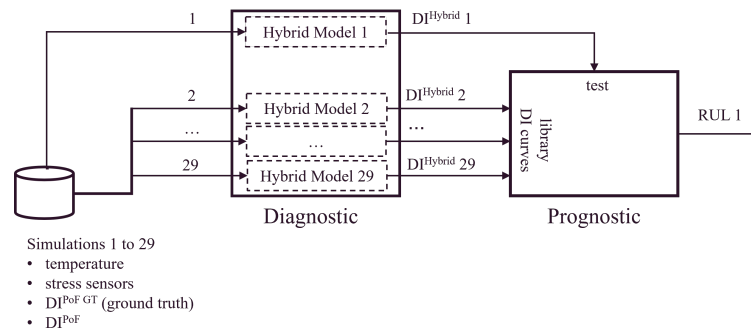 1
Hybrid Model 1
DI^Hybrid 1
2
Hybrid Model 2
DI^Hybrid 2
…
…
...
29
Hybrid Model 29
DI^Hybrid 29
test
library
DI curves
RUL 1
Diagnostic
Prognostic
Simulations 1 to 29
• temperature
• stress sensors
• DI^PoF GT (ground truth)
• DI^PoF